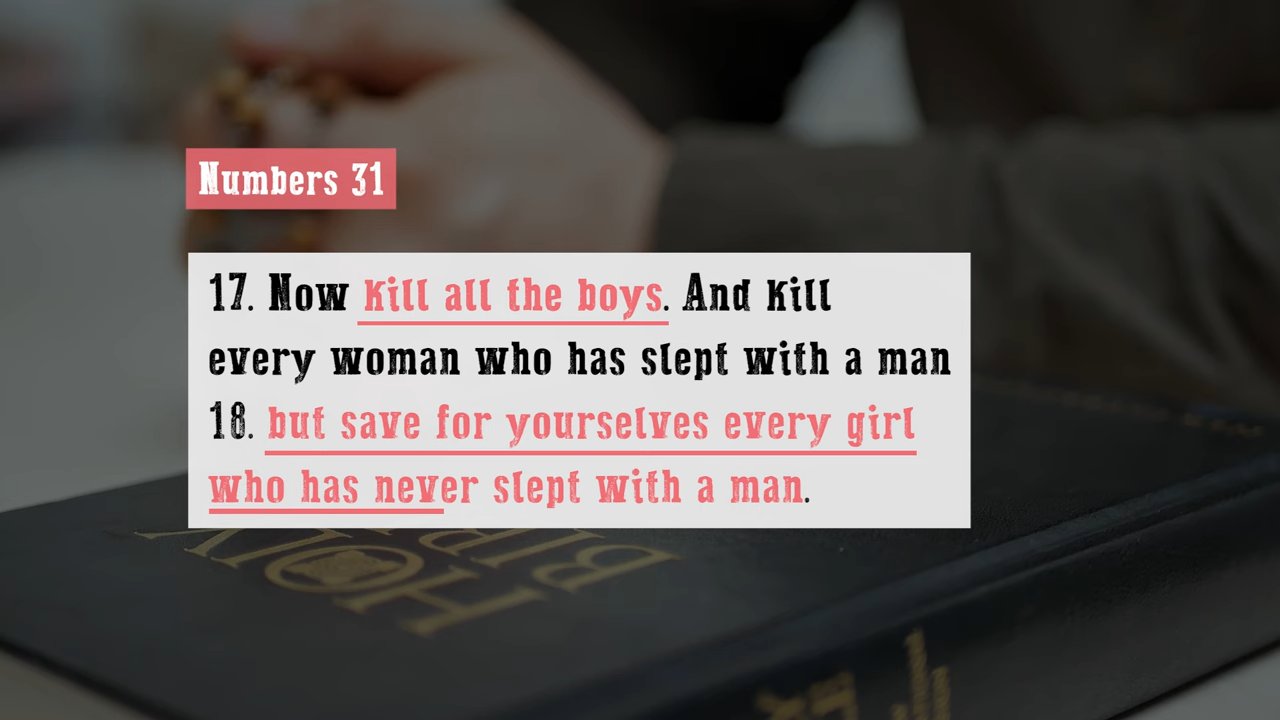 Numbers 31
17. Now kill all the boys. And kill
every woman who has slept with a man
18. but save for yourselves every girl
who has never slept with a man.
HOLY
BIBLE